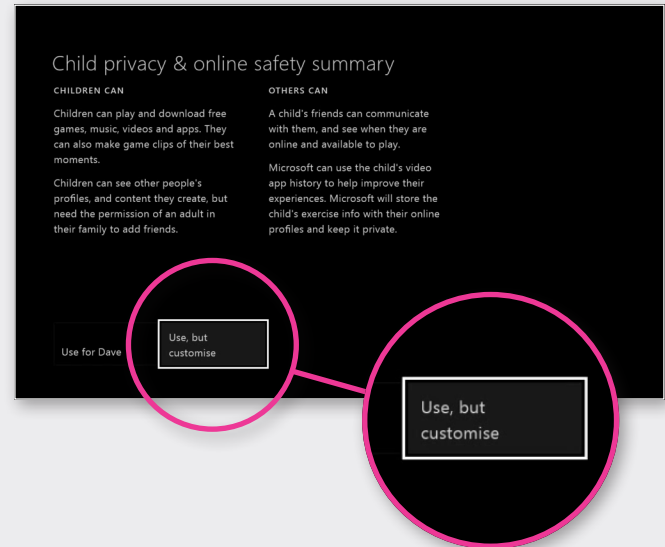 Child privacy & online safety summary
CHILDREN CAN
Children can play and download free
games, music, videos and apps. They
can also make game clips of their best
moments.
Children can see other people's
profiles, and content they create, but
need the permission of an adult in
their family to add friends.
OTHERS CAN
A child's friends can communicate
with them, and see when they are
online and available to play.
Microsoft can use the child's video
app history to help improve their
experiences. Microsoft will store the
child's exercise info with their online
profiles and keep it private.
Use for Dave
Use, but
customise
Use, but
customise